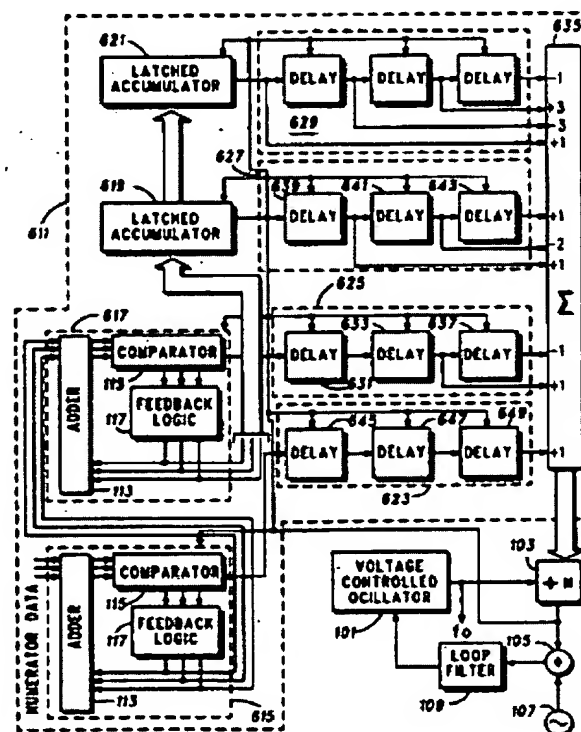 621
635
LATCHED
ACCUMULATOR
DELAY
DELAY
DELAY
-1
629
+3
-3
+1
619
627
639
641
643
611
LATCHED
ACCUMULATOR
DELAY
DELAY
DELAY
+1
-2
+1
617
625
633
637
Σ
COMPARATOR
DELAY
DELAY
DELAY
-1
115
631
+1
ADDER
FEEDBACK
LOGIC
117
645
647
649
DELAY
DELAY
DELAY
+1
113
623
NUMERATOR DATA
ADDER
COMPARATOR
115
FEEDBACK
LOGIC
117
113
615
VOLTAGE
CONTROLLED
OCILLATOR
101
fo
103
÷ N
LOOP
FILTER
109
105
Φ
107
~